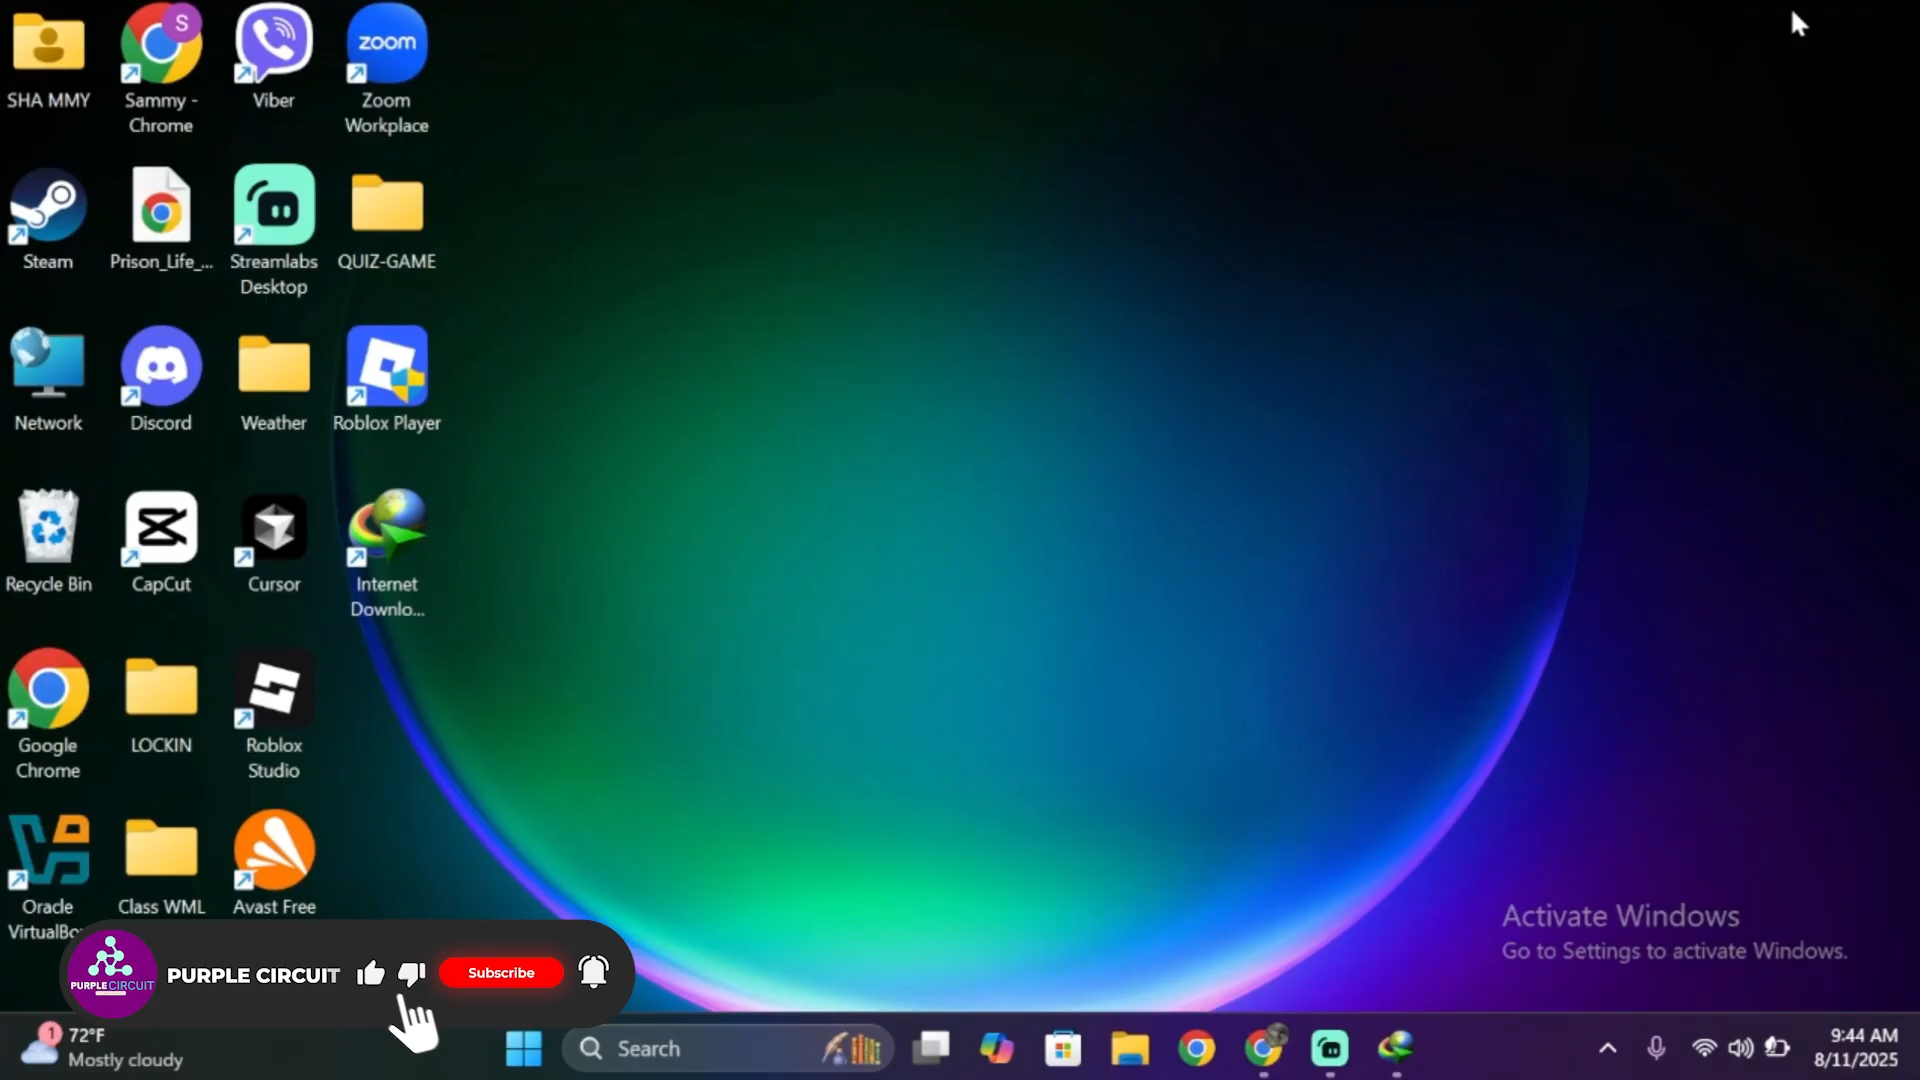 S
zoom
SHA MMY
Sammy -
Chrome
Viber
Zoom
Workplace
Steam
Prison_Life_...
Streamlabs
Desktop
QUIZ-GAME
Network
Discord
Weather
Roblox Player
Recycle Bin
CapCut
Cursor
Internet
Downlo...
Google
Chrome
LOCKIN
Roblox
Studio
Oracle
VirtualBo
Class WML
Avast Free
Activate Windows
Go to Settings to activate Windows.
PURPLE CIRCUIT
PURPLE CIRCUIT
Subscribe
1
72°F
Mostly cloudy
Search
9:44 AM
8/11/2025